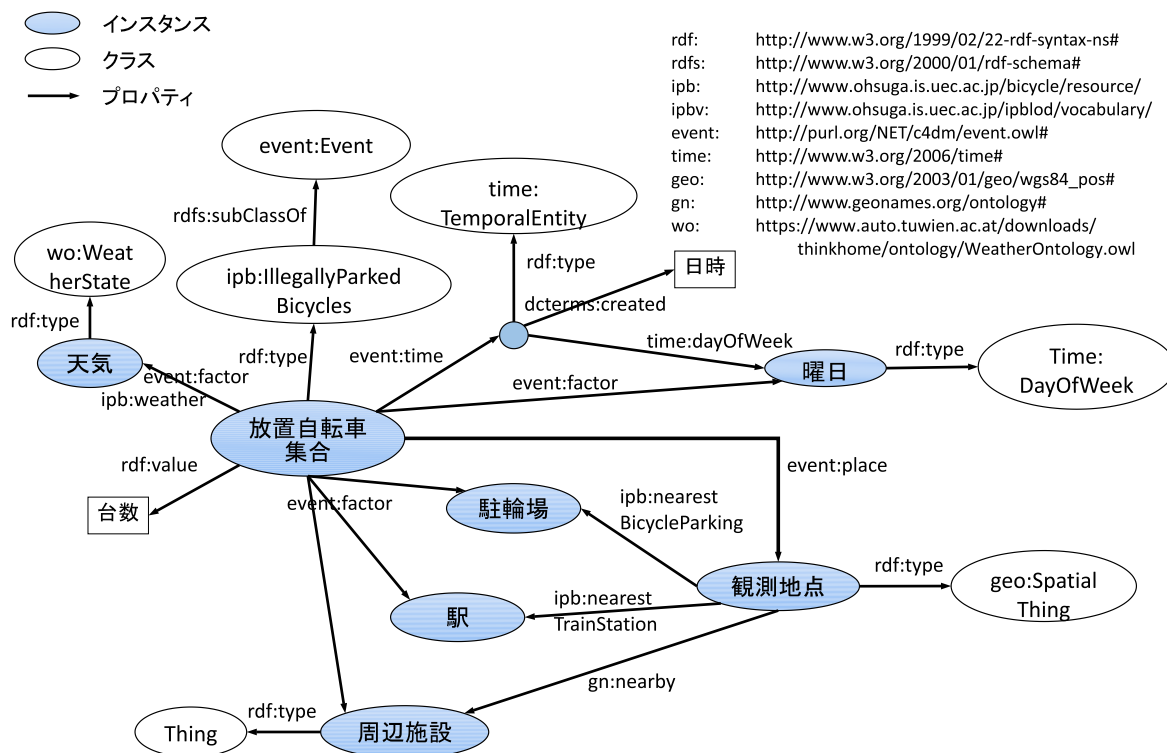 インスタンス
クラス
プロパティ
rdf: http://www.w3.org/1999/02/22-rdf-syntax-ns#
rdfs: http://www.w3.org/2000/01/rdf-schema#
ipb: http://www.ohsuga.is.uec.ac.jp/bicycle/resource/
ipbv: http://www.ohsuga.is.uec.ac.jp/ipblod/vocabulary/
event: http://purl.org/NET/c4dm/event.owl#
time: http://www.w3.org/2006/time#
geo: http://www.w3.org/2003/01/geo/wgs84_pos#
gn: http://www.geonames.org/ontology#
wo: https://www.auto.tuwien.ac.at/downloads/
thinkhome/ontology/WeatherOntology.owl
event:Event
time:
TemporalEntity
rdfs:subClassOf
wo:Weat
herState
ipb:IllegallyParked
Bicycles
rdf:type
日時
dcterms:created
rdf:type
天気
rdf:type
event:time
time:dayOfWeek
曜日
rdf:type
Time:
DayOfWeek
event:factor
ipb:weather
event:factor
放置自転車
集合
rdf:value
台数
event:factor
event:place
駐輪場
ipb:nearest
BicycleParking
観測地点
rdf:type
geo:Spatial
Thing
駅
ipb:nearest
TrainStation
gn:nearby
Thing
rdf:type
周辺施設